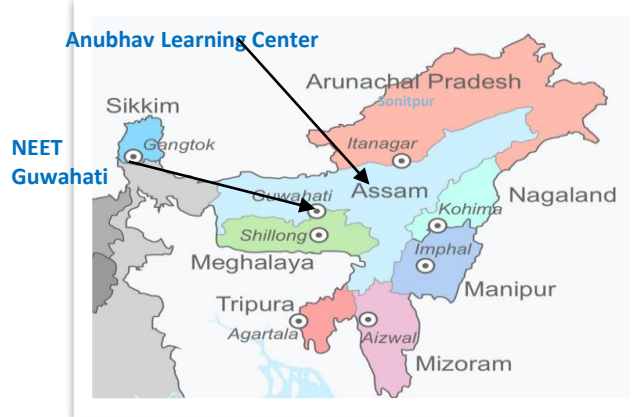 Anubhav Learning Center
Arunachal Pradesh
Sonitpur
Sikkim
Gangtok
Itanagar
NEET
Guwahati
Guwahati
Assam
Nagaland
Kohima
Shillong
Imphal
Meghalaya
Manipur
Tripura
Agartala
Aizwal
Mizoram